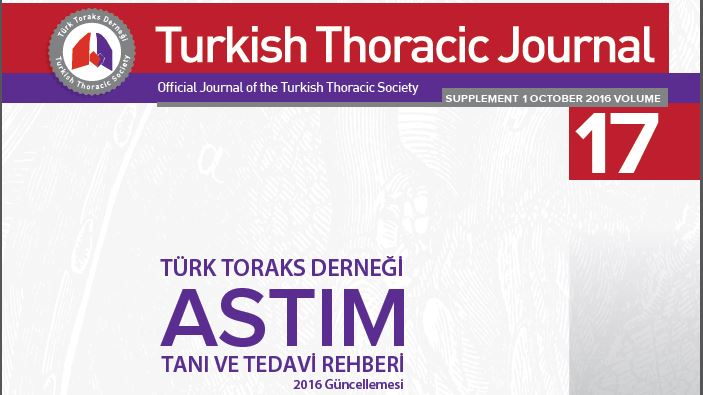 Türk Toraks Derneği
Turkish Thoracic Society
Turkish Thoracic Journal
Official Journal of the Turkish Thoracic Society
SUPPLEMENT 1 OCTOBER 2016 VOLUME
17
TÜRK TORAKS DERNEĞİ
ASTIM
TANI VE TEDAVİ REHBERİ
2016 Güncellemesi